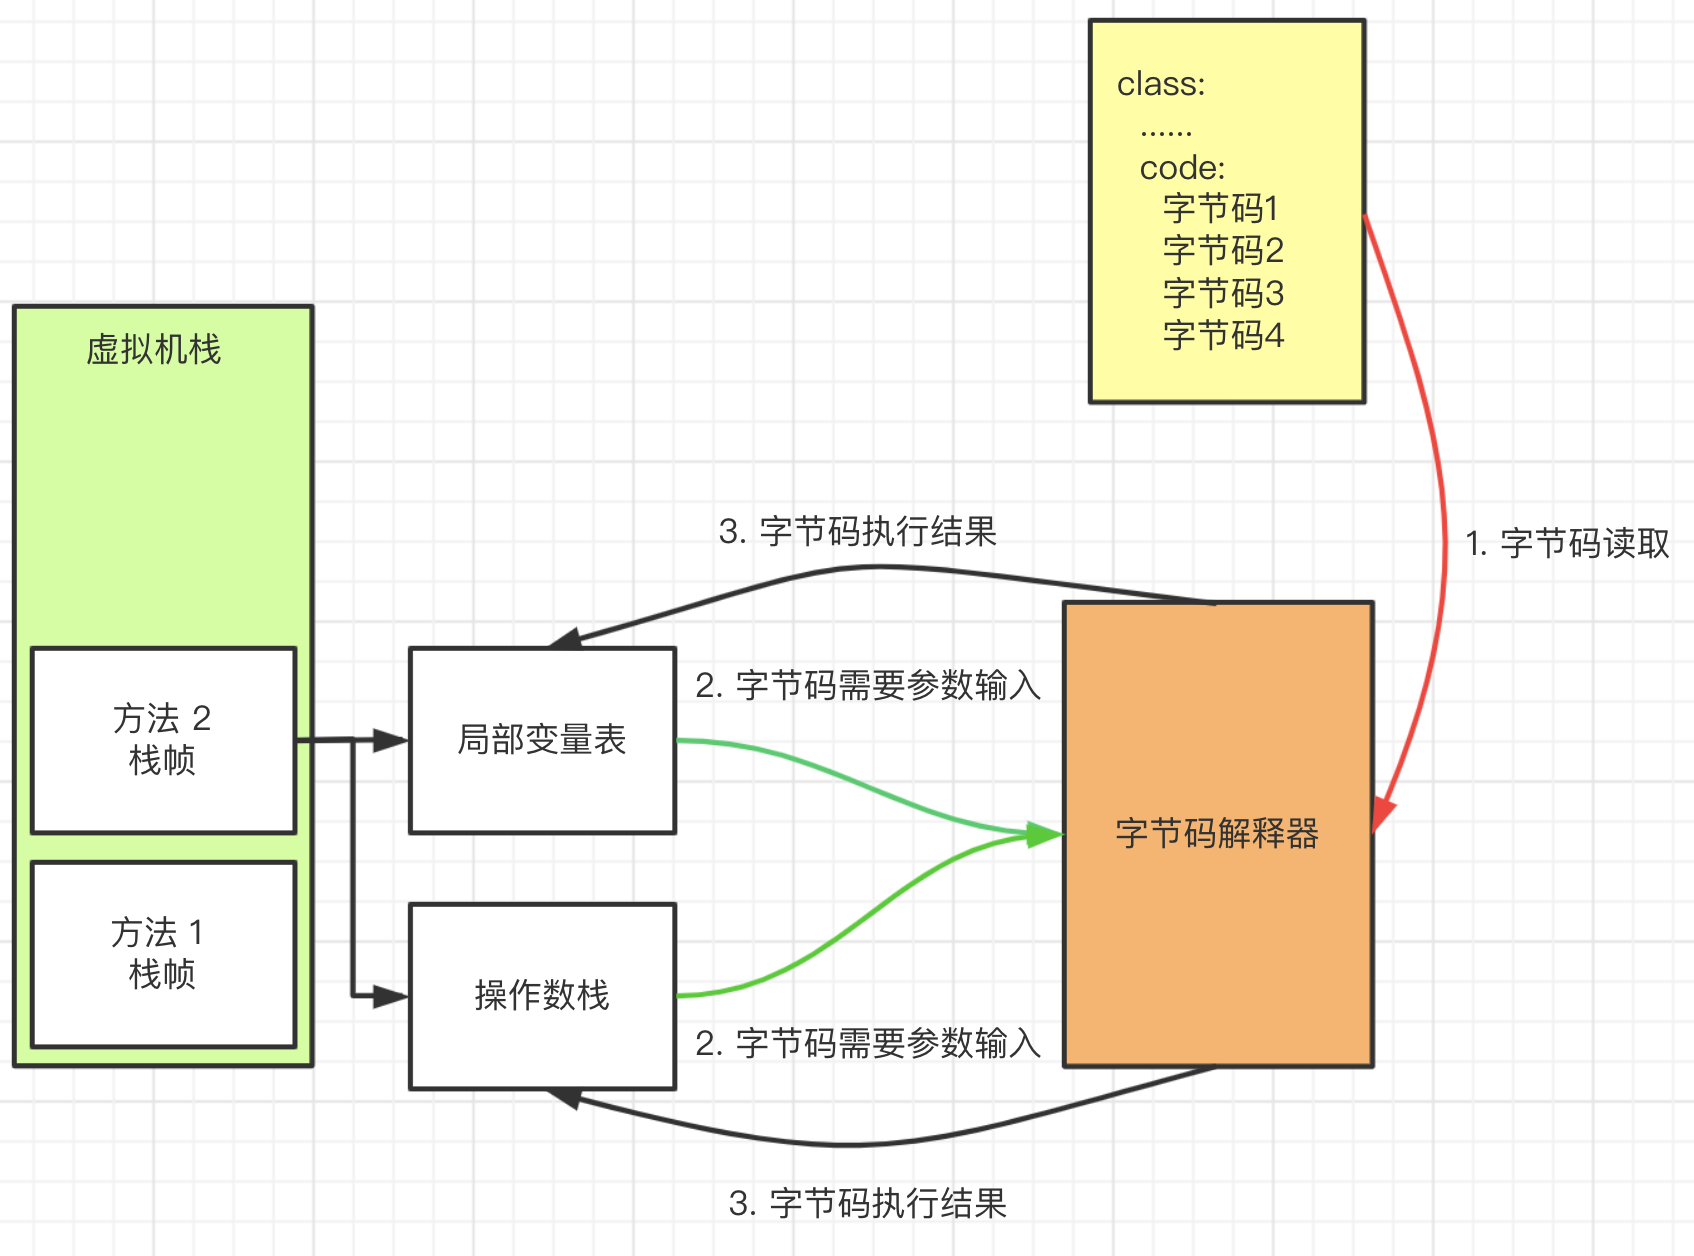 class:
......
code:
字节码1
字节码2
字节码3
字节码4
虚拟机栈
3. 字节码执行结果
1. 字节码读取
2. 字节码需要参数输入
方法 2
栈帧
局部变量表
字节码解释器
方法 1
栈帧
操作数栈
2. 字节码需要参数输入
3. 字节码执行结果